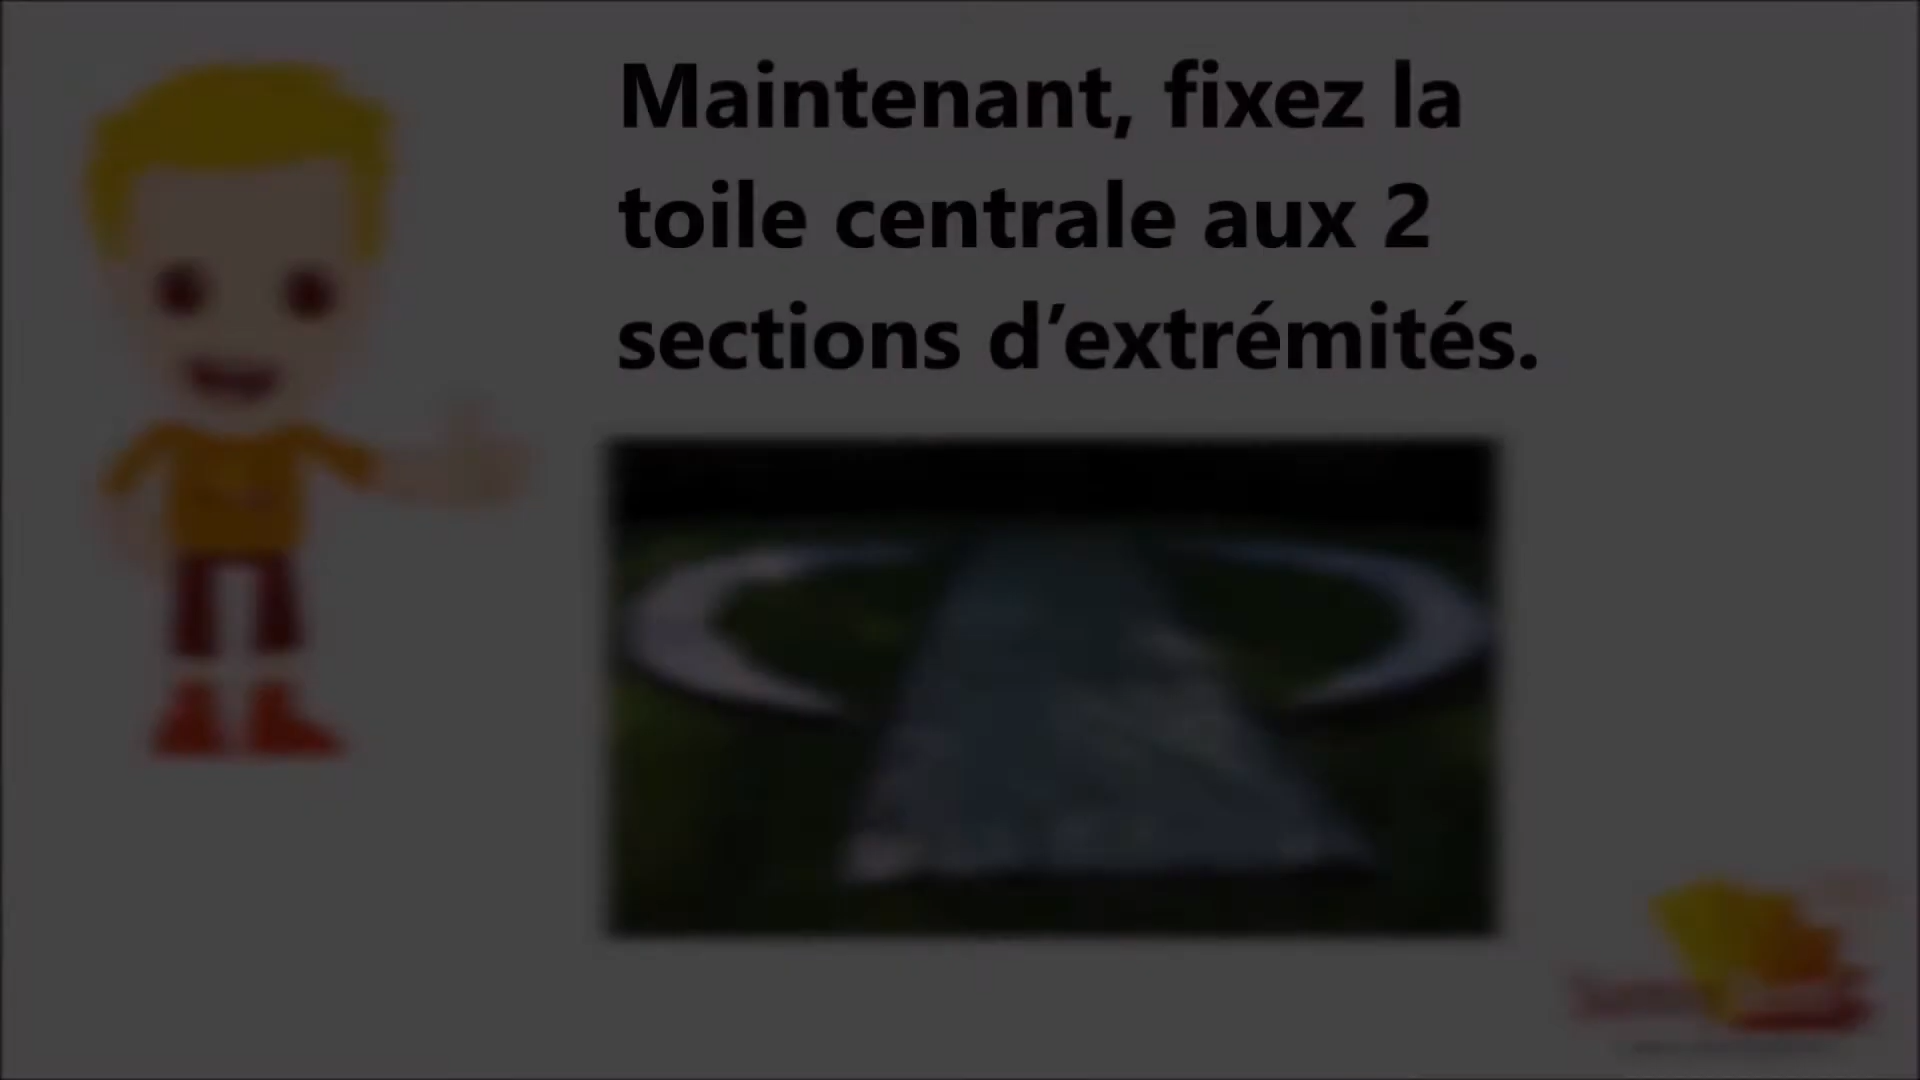 Maintenant, fixez la
toile centrale aux 2
sections d’extrémités.